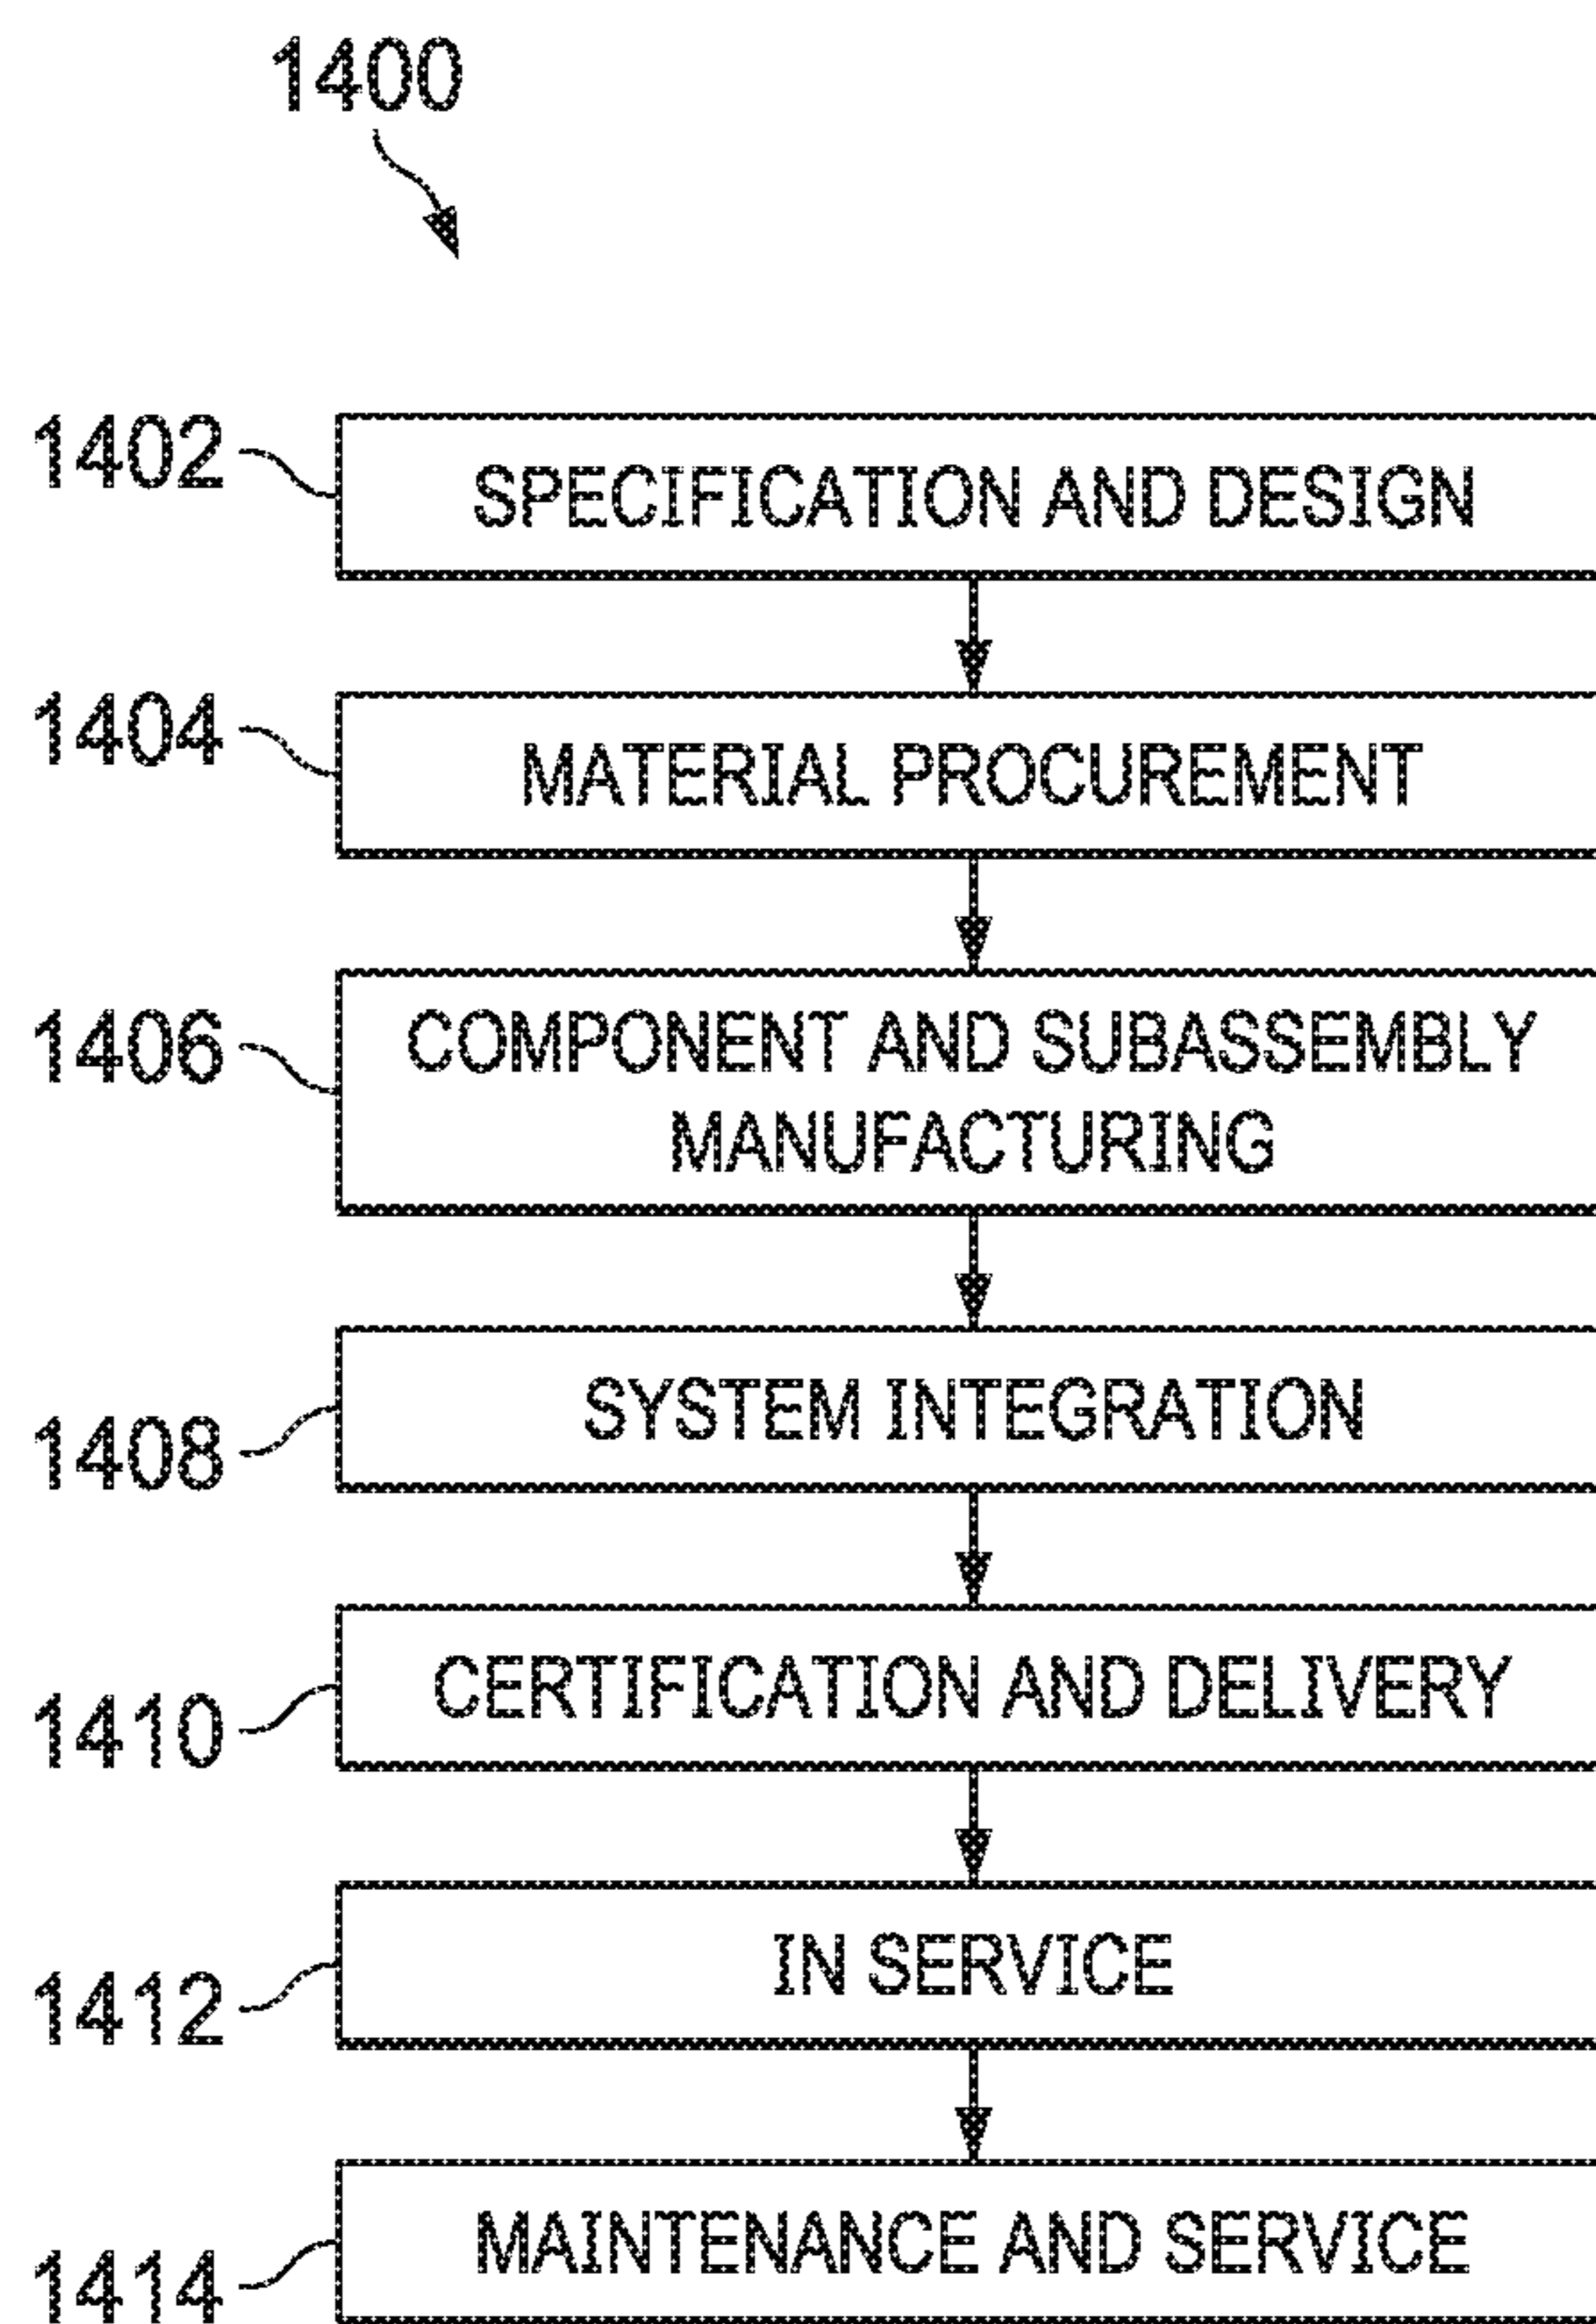 1400
1402
SPECIFICATION AND DESIGN
1404
MATERIAL PROCUREMENT
1406
COMPONENT AND SUBASSEMBLY
MANUFACTURING
1408
SYSTEM INTEGRATION
1410
CERTIFICATION AND DELIVERY
1412
IN SERVICE
1414
MAINTENANCE AND SERVICE